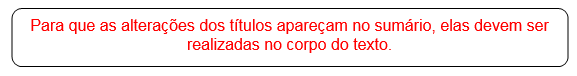 Para que as alterações dos títulos apareçam no sumário, elas devem ser
realizadas no corpo do texto.